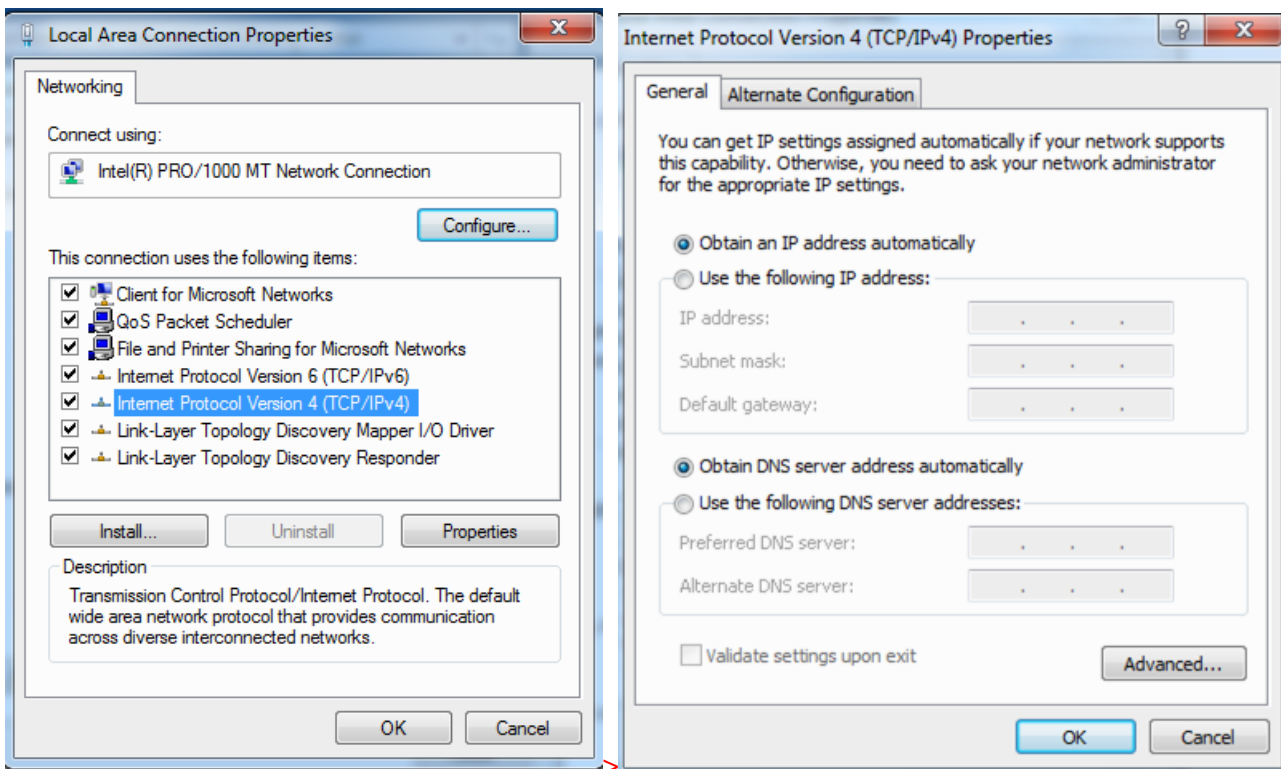 Local Area Connection Properties
Networking
Connect using:
Intel(R) PRO/1000 MT Network Connection
Configure...
This connection uses the following items:
Client for Microsoft Networks
QoS Packet Scheduler
File and Printer Sharing for Microsoft Networks
Internet Protocol Version 6 (TCP/IPv6)
Internet Protocol Version 4 (TCP/IPv4)
Link-Layer Topology Discovery Mapper I/O Driver
Link-Layer Topology Discovery Responder
Install... Uninstall Properties
Description
Transmission Control Protocol/Internet Protocol. The default
wide area network protocol that provides communication
across diverse interconnected networks.
OK Cancel
>
Internet Protocol Version 4 (TCP/IPv4) Properties
General Alternate Configuration
You can get IP settings assigned automatically if your network supports
this capability. Otherwise, you need to ask your network administrator
for the appropriate IP settings.
Obtain an IP address automatically
Use the following IP address:
IP address: . . .
Subnet mask: . . .
Default gateway: . . .
Obtain DNS server address automatically
Use the following DNS server addresses:
Preferred DNS server: . . .
Alternate DNS server: . . .
Validate settings upon exit
Advanced...
OK Cancel